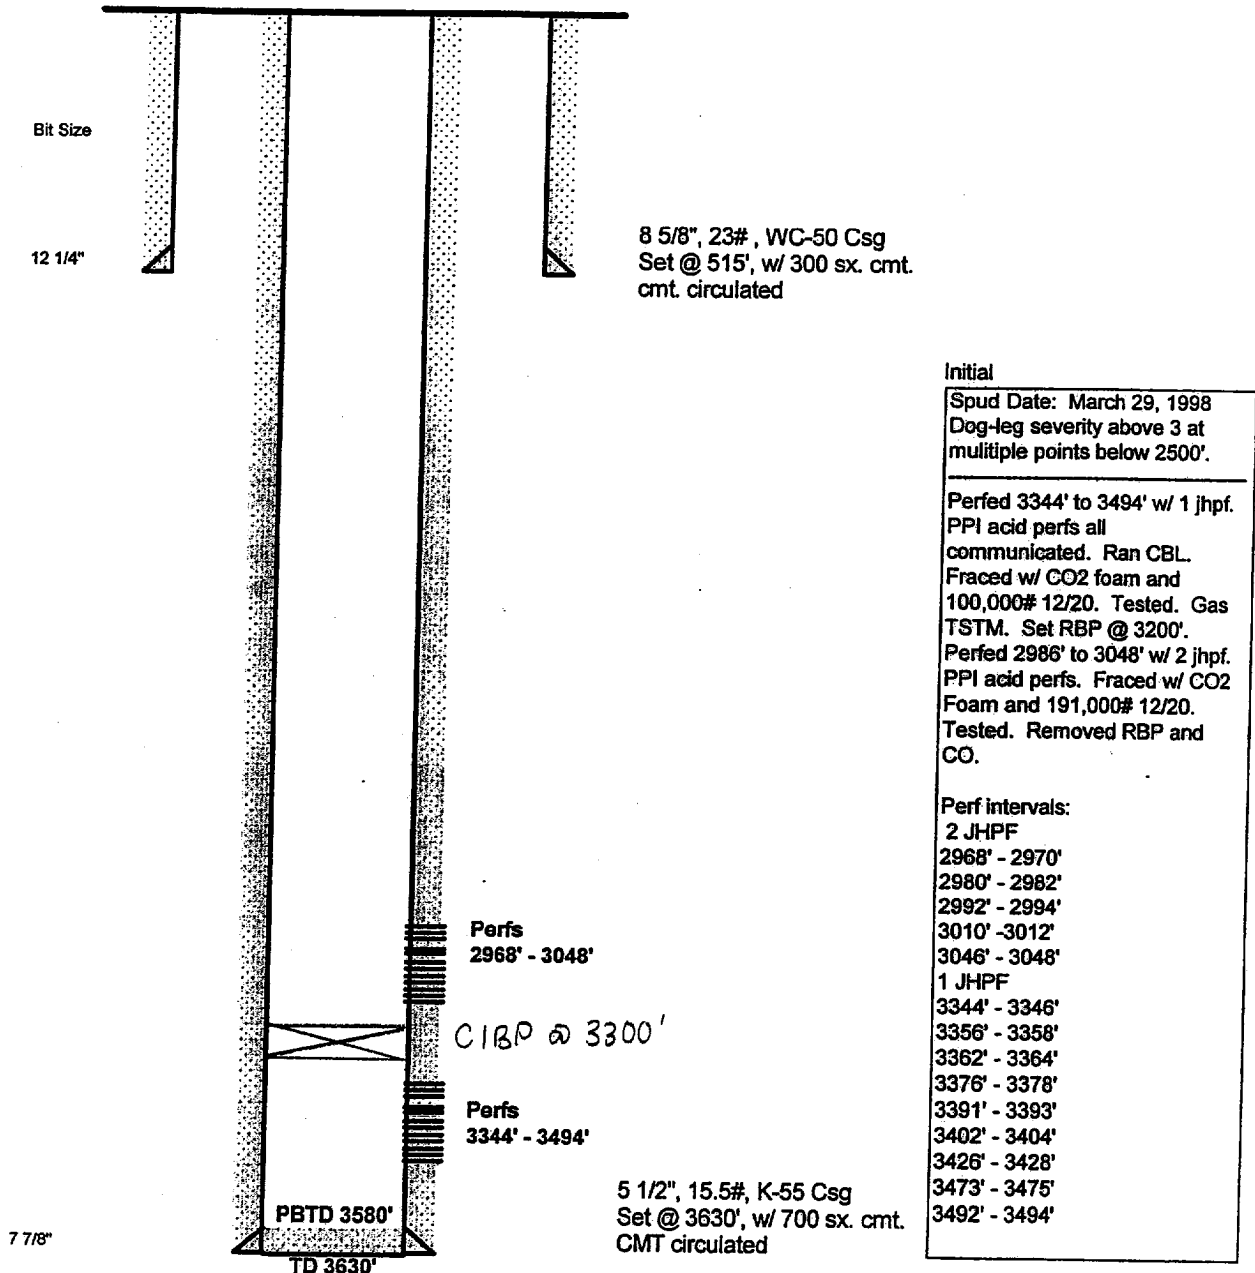 Bit Size
12 1/4"
8 5/8", 23# , WC-50 Csg
Set @ 515', w/ 300 sx. cmt.
cmt. circulated
Initial
Spud Date: March 29, 1998
Dog-leg severity above 3 at
mulitiple points below 2500'.
Perfed 3344' to 3494' w/ 1 jhpf.
PPI acid perfs all
communicated. Ran CBL.
Fraced w/ CO2 foam and
100,000# 12/20. Tested. Gas
TSTM. Set RBP @ 3200'.
Perfed 2986' to 3048' w/ 2 jhpf.
PPI acid perfs. Fraced w/ CO2
Foam and 191,000# 12/20.
Tested. Removed RBP and
CO.
Perf intervals:
2 JHPF
2968' - 2970'
2980' - 2982'
2992' - 2994'
3010' -3012'
3046' - 3048'
1 JHPF
3344' - 3346'
3356' - 3358'
3362' - 3364'
3376' - 3378'
3391' - 3393'
3402' - 3404'
3426' - 3428'
3473' - 3475'
3492' - 3494'
Perfs
2968' - 3048'
CIBP @ 3300'
Perfs
3344' - 3494'
5 1/2", 15.5#, K-55 Csg
Set @ 3630', w/ 700 sx. cmt.
CMT circulated
PBTD 3580'
7 7/8"
TD 3630'